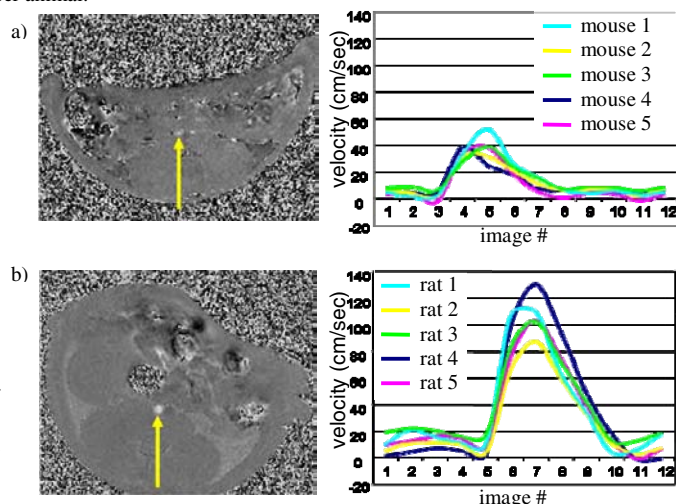 a)
140
120
100
80
60
40
20
0
-20
velocity (cm/sec)
mouse 1
mouse 2
mouse 3
mouse 4
mouse 5
1 2 3 4 5 6 7 8 9 10 11 12
image #
b)
140
120
100
80
60
40
20
0
-20
velocity (cm/sec)
rat 1
rat 2
rat 3
rat 4
rat 5
1 2 3 4 5 6 7 8 9 10 11 12
image #